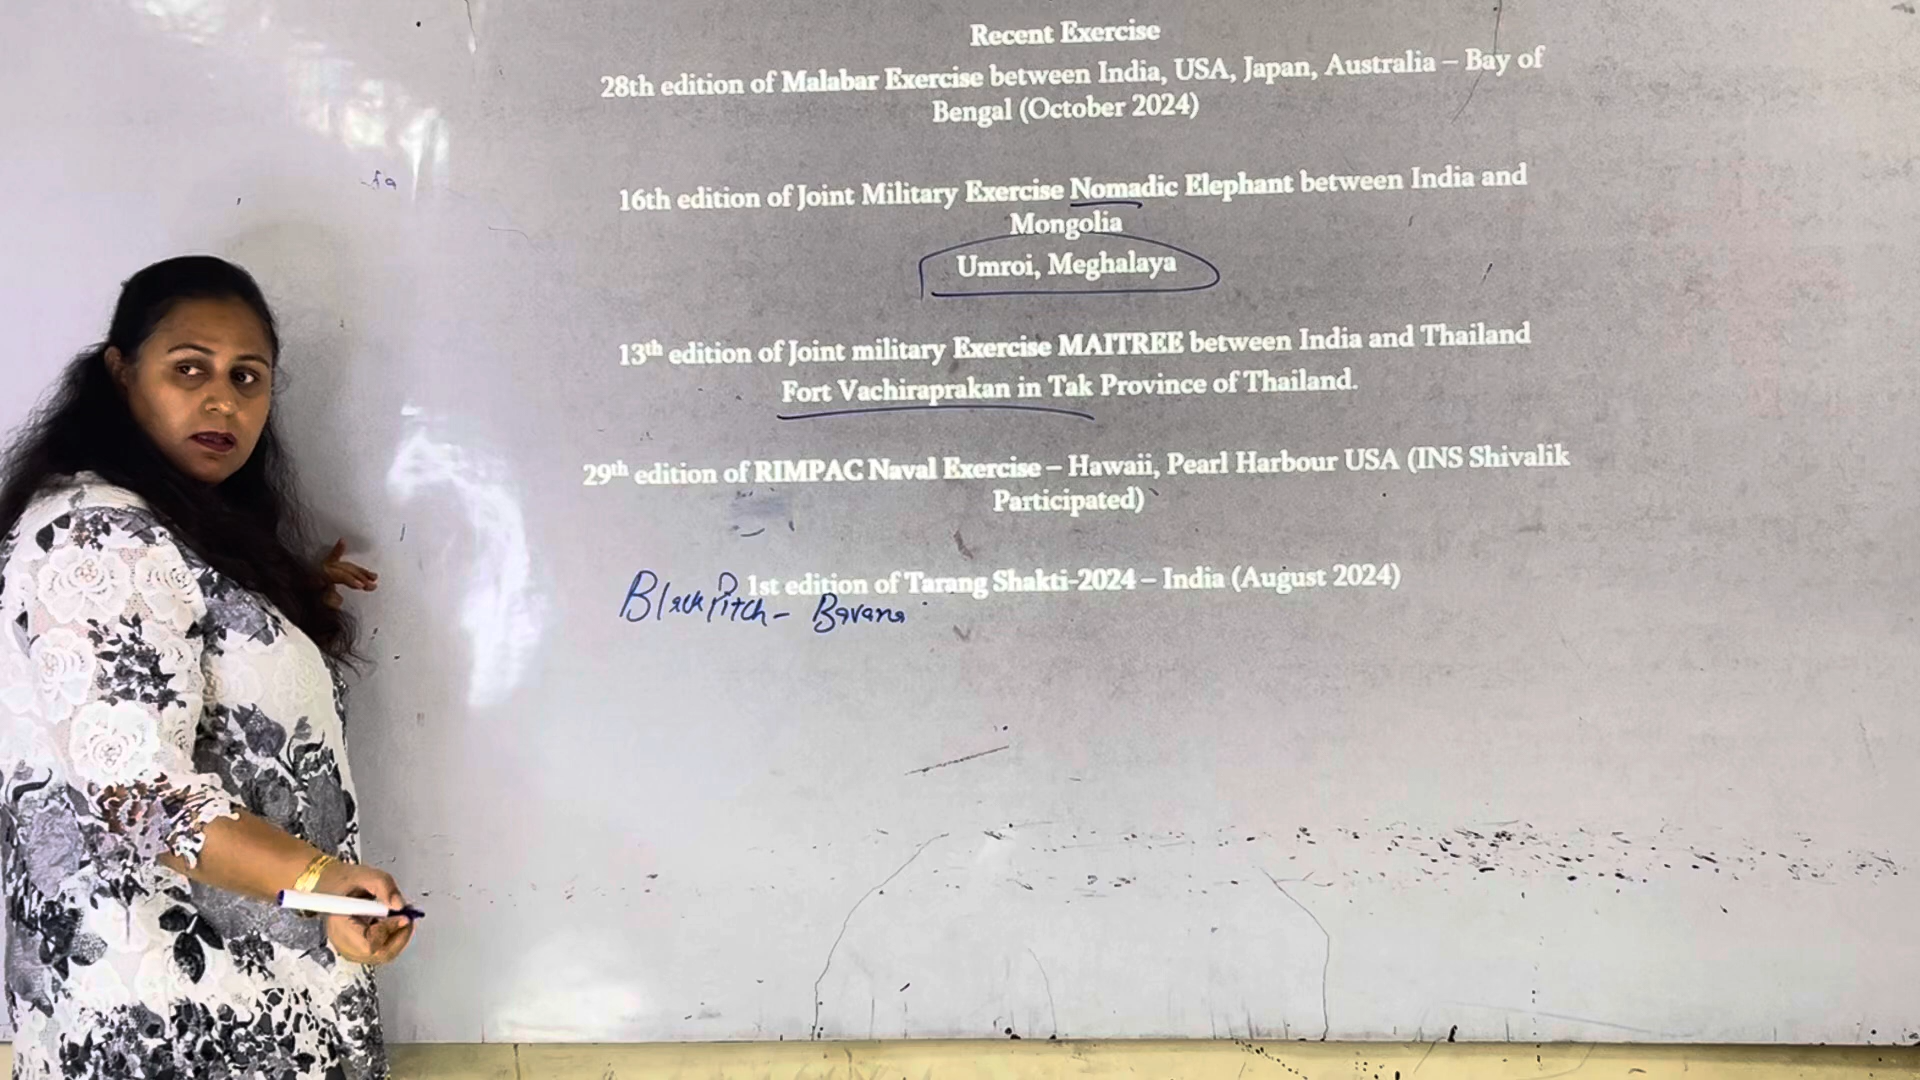 Recent Exercise
28th edition of Malabar Exercise between India, USA, Japan, Australia – Bay of
Bengal (October 2024)
16th edition of Joint Military Exercise Nomadic Elephant between India and
Mongolia
Umroi, Meghalaya
13th edition of Joint military Exercise MAITREE between India and Thailand
Fort Vachiraprakan in Tak Province of Thailand.
29th edition of RIMPAC Naval Exercise – Hawaii, Pearl Harbour USA (INS Shivalik
Participated)
1st edition of Tarang Shakti-2024 – India (August 2024)
Pitch –